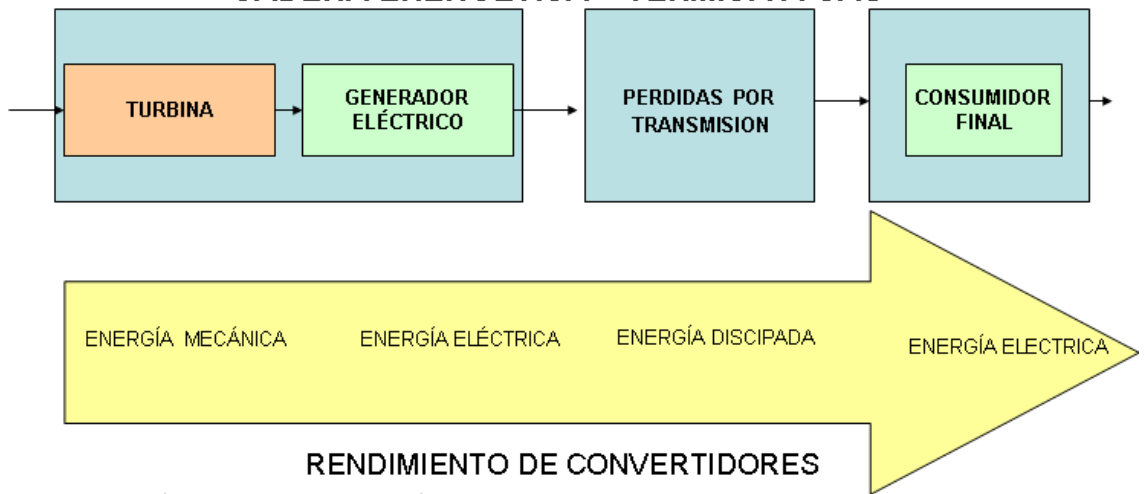 TURBINA
GENERADOR
ELÉCTRICO
PERDIDAS POR
TRANSMISION
CONSUMIDOR
FINAL
ENERGÍA MECÁNICA
ENERGÍA ELÉCTRICA
ENERGÍA DISCIPADA
ENERGÍA ELECTRICA
RENDIMIENTO DE CONVERTIDORES